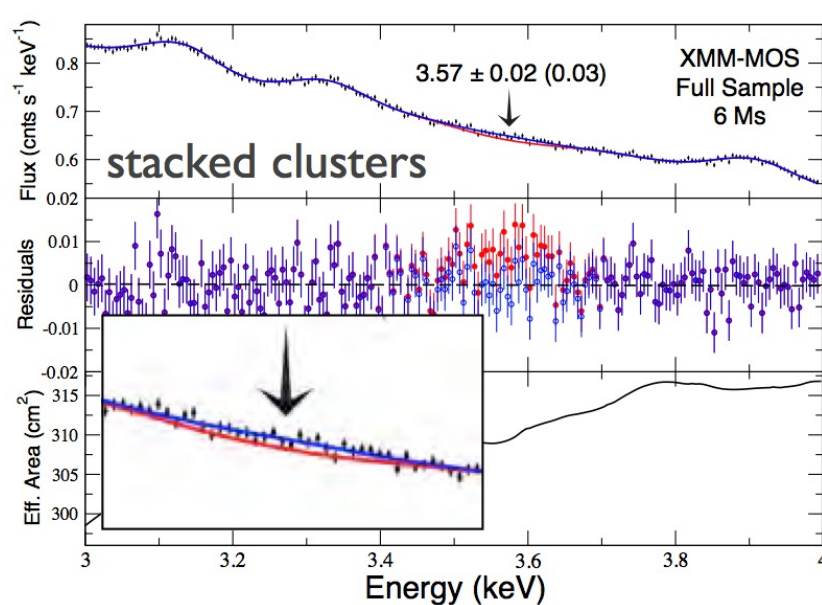 0.8
0.7
0.6
Flux (cnts s⁻¹ keV⁻¹)
3.57 ± 0.02 (0.03)
XMM-MOS
Full Sample
6 Ms
stacked clusters
0.02
0.01
0
-0.01
-0.02
Residuals
315
310
305
300
Eff. Area (cm²)
3
3.2
3.4
3.6
3.8
4
Energy (keV)